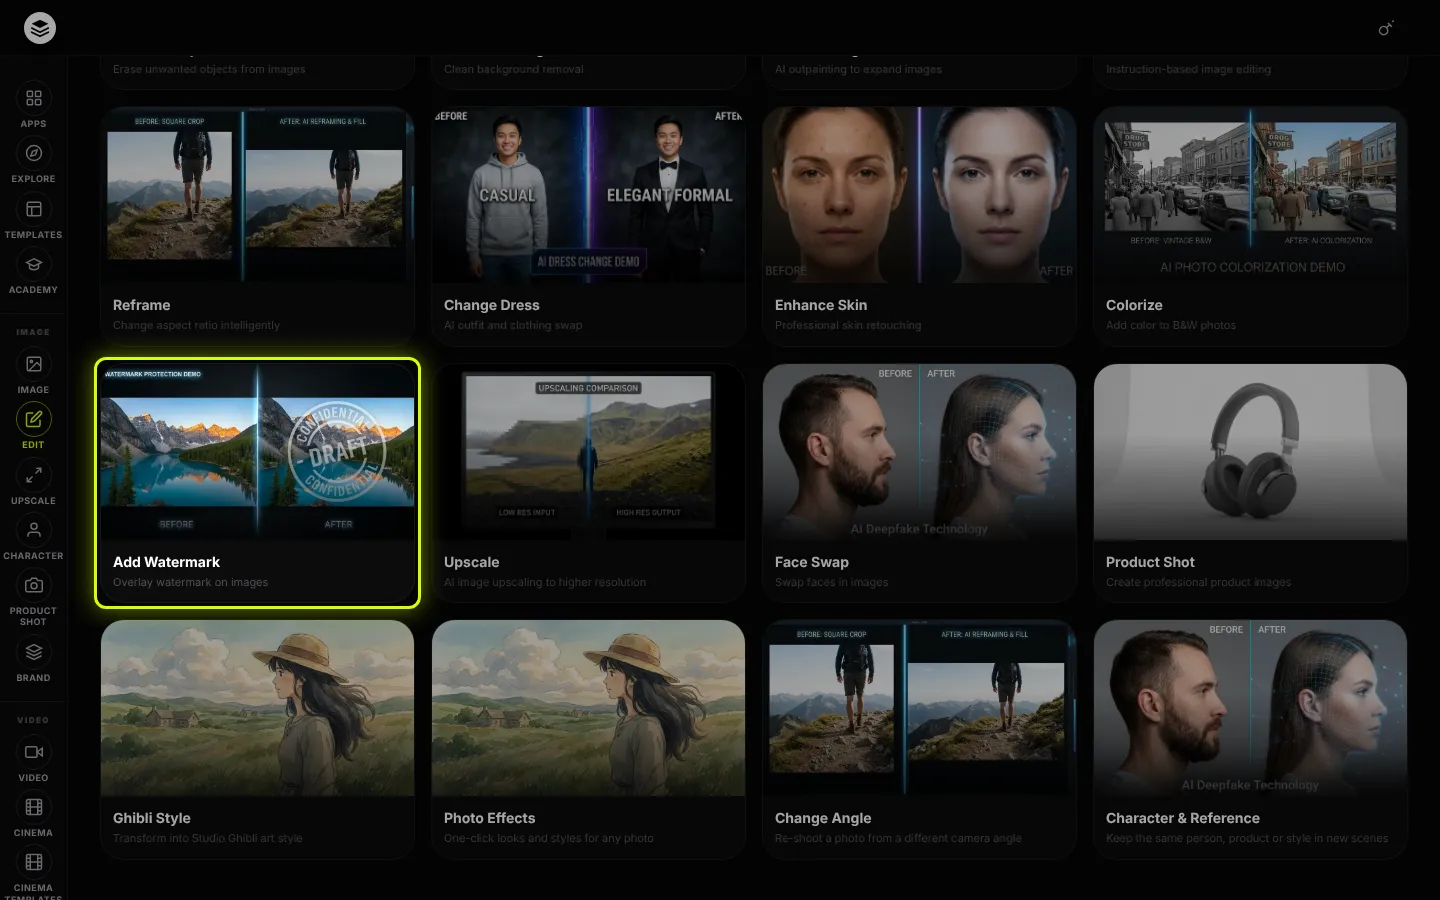 Erase unwanted objects from images
Clean background removal
AI outpainting to expand images
Instruction-based image editing
APPS
EXPLORE
TEMPLATES
ACADEMY
IMAGE
IMAGE
EDIT
UPSCALE
CHARACTER
PRODUCT
SHOT
BRAND
VIDEO
VIDEO
CINEMA
CINEMA
TEMPLATES
BEFORE: SQUARE CROP
AFTER: AI REFRAMING & FILL
Reframe
Change aspect ratio intelligently
BEFORE
AFTER
CASUAL
ELEGANT FORMAL
AI DRESS CHANGE DEMO
Change Dress
AI outfit and clothing swap
BEFORE
AFTER
Enhance Skin
Professional skin retouching
DRUG
STORE
DRUG
STORE
BEFORE: VINTAGE B&W
AFTER: AI COLORIZATION
AI PHOTO COLORIZATION DEMO
Colorize
Add color to B&W photos
WATERMARK PROTECTION DEMO
CONFIDENTIAL
DRAFT
CONFIDENTIAL
BEFORE
AFTER
Add Watermark
Overlay watermark on images
UPSCALING COMPARISON
LOW RES INPUT
HIGH RES OUTPUT
Upscale
AI image upscaling to higher resolution
BEFORE
AFTER
AI Deepfake Technology
Face Swap
Swap faces in images
Product Shot
Create professional product images
Ghibli Style
Transform into Studio Ghibli art style
Photo Effects
One-click looks and styles for any photo
BEFORE: SQUARE CROP
AFTER: AI REFRAMING & FILL
Change Angle
Re-shoot a photo from a different camera angle
BEFORE
AFTER
AI Deepfake Technology
Character & Reference
Keep the same person, product or style in new scenes